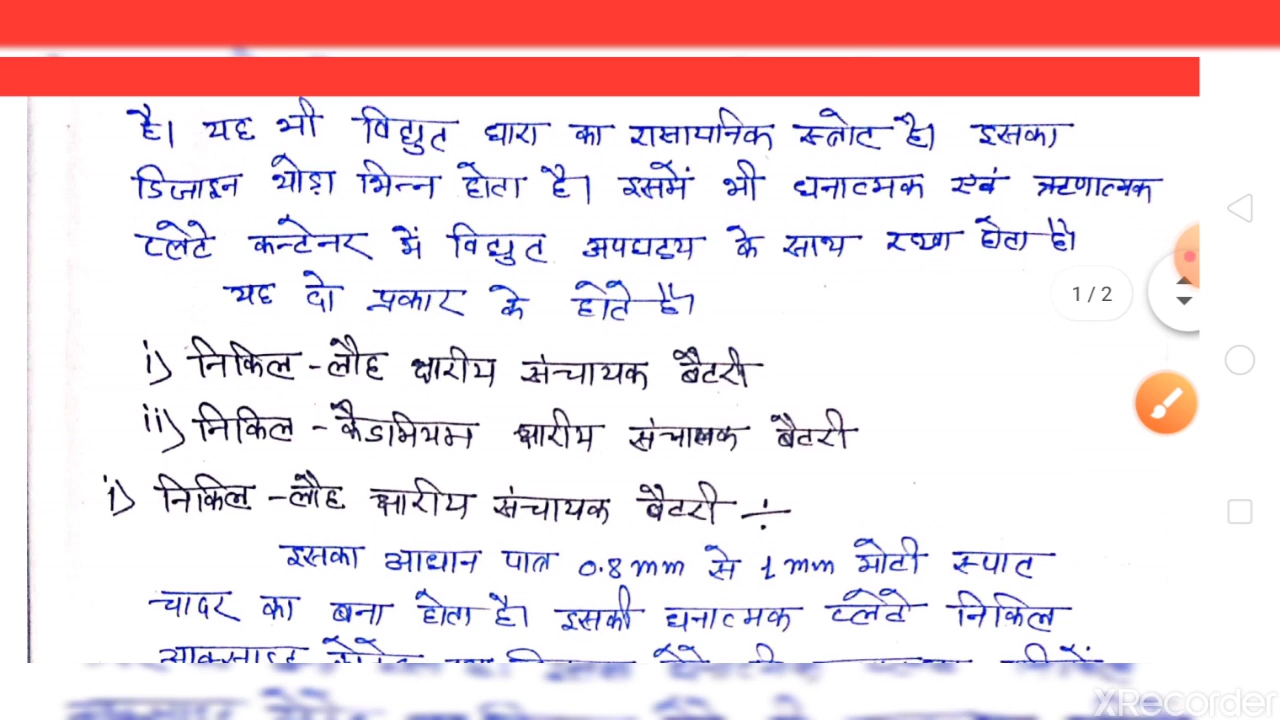 है। यह भी विद्युत धारा का रासायनिक स्त्रोत है। इसका
डिजाइन थोड़ा भिन्न होता है। इसमें भी धनात्मक एवं ऋणात्मक
प्लेटे कन्टेनर में विद्युत अपघट्य के साथ रखा होता है।
यह दो प्रकार के होते है।
1 / 2
i) निकिल-लौह क्षारीय संचायक बैटरी
ii) निकिल-कैडमियम क्षारीय संचालक बैटरी
i) निकिल-लौह क्षारीय संचायक बैटरी ÷
इसका आधान पात्र 0.8 mm से 1 mm मोटी स्पात
चादर का बना होता है। इसकी धनात्मक प्लेटे निकिल
XRecorder